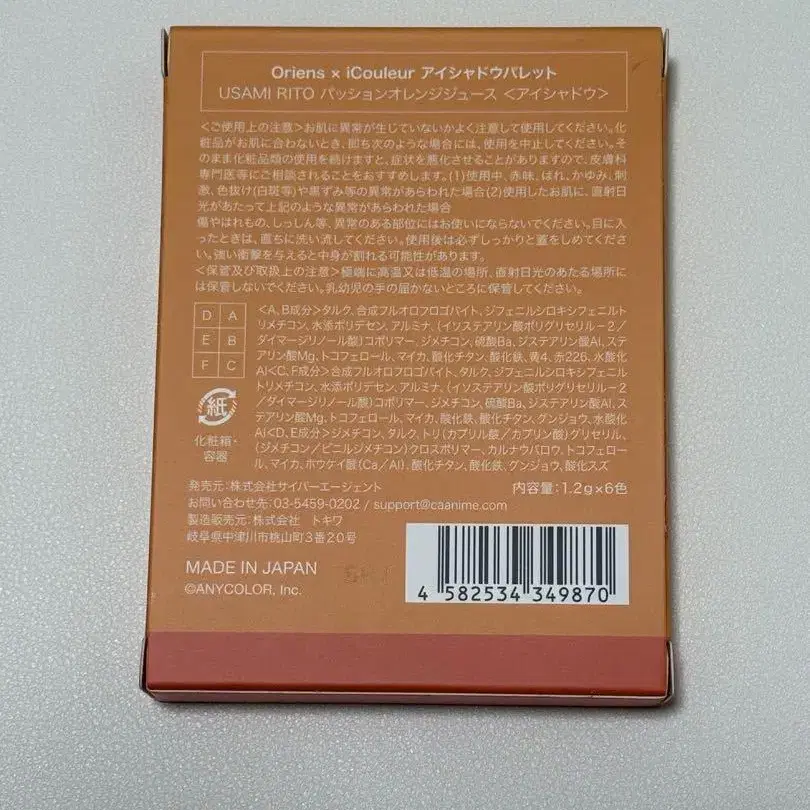 Oriens × iCouleur アイシャドウパレット
USAMI RITO パッションオレンジジュース <アイシャドウ>
<ご使用上の注意>お肌に異常が生じていないかよく注意して使用してください。化
粧品がお肌に合わないとき、即ち次のような場合には、使用を中止してください。
そのまま化粧品類の使用を続けますと、症状を悪化させることがありますので、皮膚科
専門医等にご相談されることをおすすめします。(1)使用中、赤味、はれ、かゆみ、刺
激、色抜け(白斑等)や黒ずみ等の異常があらわれた場合(2)使用したお肌に、直射日
光があたって上記のような異常があらわれた場合
傷やはれもの、しっしん等、異常のある部位にはお使いにならないでください。目に入
ったときは、直ちに洗い流してください。使用後は必ずしっかりと蓋をしめてくださ
い。強い衝撃を与えると中身が割れる可能性があります。
<保管及び取扱上の注意>極端に高温又は低温の場所、直射日光のあたる場所に
は保管しないでください。乳幼児の手の届かないところに保管してください。
D A
E B
F C
<A、B成分>タルク、合成フルオロフロゴパイト、ジフェニルシロキシフェニルト
リメチコン、水添ポリデセン、アルミナ、(イソステアリン酸ポリグリセリル-2/
ダイマージリノール酸)コポリマー、ジメチコン、硫酸Ba、ジステアリン酸Al、ステ
アリン酸Mg、トコフェロール、マイカ、酸化チタン、酸化鉄、黄4、赤226、水酸化
Al<C、F成分>合成フルオロフロゴパイト、タルク、ジフェニルシロキシフェニル
トリメチコン、水添ポリデセン、アルミナ、(イソステアリン酸ポリグリセリル-2
/ダイマージリノール酸)コポリマー、ジメチコン、硫酸Ba、ジステアリン酸Al、ス
テアリン酸Mg、トコフェロール、マイカ、酸化鉄、酸化チタン、グンジョウ、水酸化
Al<D、E成分>ジメチコン、タルク、トリ(カプリル酸/カプリン酸)グリセリル、
(ジメチコン/ビニルジメチコン)クロスポリマー、カルナウバロウ、トコフェロー
ル、マイカ、ホウケイ酸(Ca/Al)、酸化チタン、酸化鉄、グンジョウ、酸化スズ
紙
化粧箱・
容器
発売元:株式会社サイバーエージェント
内容量:1.2g×6色
お問い合わせ先:03-5459-0202 / support@caanime.com
製造販売元:株式会社 トキワ
岐阜県中津川市桃山町3番20号
MADE IN JAPAN
©ANYCOLOR, Inc.
4 582534 349870